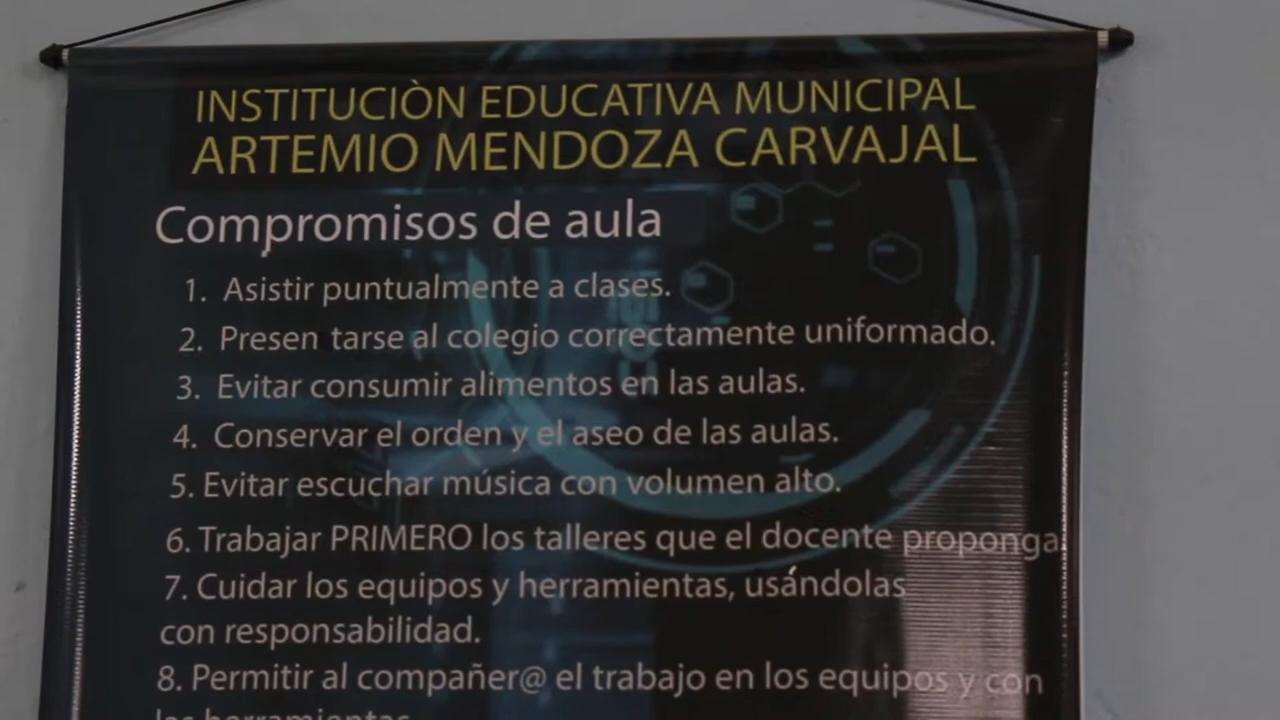 INSTITUCIÒN EDUCATIVA MUNICIPAL
ARTEMIO MENDOZA CARVAJAL
Compromisos de aula
1. Asistir puntualmente a clases.
2. Presen tarse al colegio correctamente uniformado.
3. Evitar consumir alimentos en las aulas.
4. Conservar el orden y el aseo de las aulas.
5. Evitar escuchar música con volumen alto.
6. Trabajar PRIMERO los talleres que el docente proponga.
7. Cuidar los equipos y herramientas, usándolas
con responsabilidad.
8. Permitir al compañer@ el trabajo en los equipos y con
las herramientas.